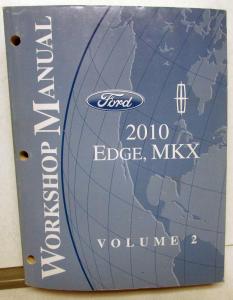 WORKSHOP MANUAL
Ford
2010
EDGE, MKX
VOLUME 2